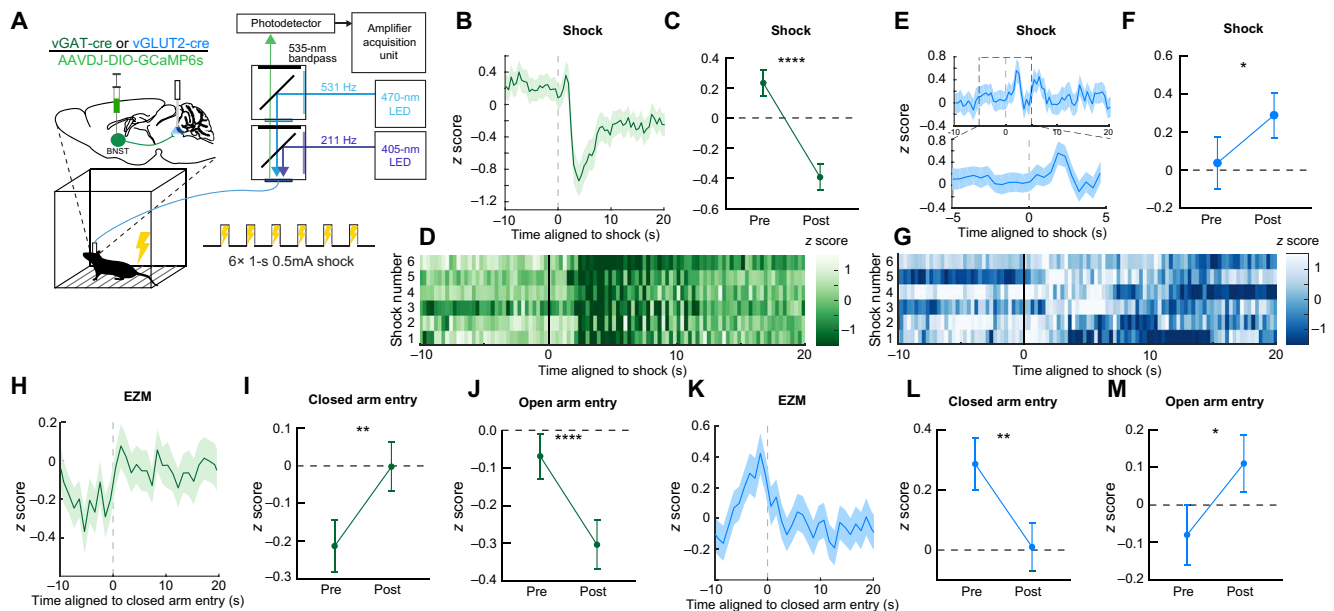 A
vGAT-cre or vGLUT2-cre
AAVDJ-DIO-GCaMP6s
BNST
Photodetector
Amplifier
acquisition
unit
535-nm
bandpass
531 Hz
470-nm
LED
211 Hz
405-nm
LED
6× 1-s 0.5mA shock
B
Shock
z score
0.4
0
–0.4
–0.8
–1.2
–10
0
10
20
Time aligned to shock (s)
C
Shock
****
z score
0.4
0.2
0
–0.2
–0.4
–0.6
Pre
Post
D
z score
Shock number
6
5
4
3
2
1
–10
0
10
20
Time aligned to shock (s)
1
0
–1
E
Shock
z score
0.8
0.4
0
–0.4
–10
0
10
20
0.8
0.4
0
–0.4
–5
0
5
Time aligned to shock (s)
F
Shock
*
z score
0.6
0.4
0.2
0
–0.2
Pre
Post
G
z score
Shock number
6
5
4
3
2
1
–10
0
10
20
Time aligned to shock (s)
1
0
–1
H
EZM
z score
0.2
0
–0.2
–0.4
–10
0
10
20
Time aligned to closed arm entry (s)
I
Closed arm entry
**
z score
0.1
0
–0.1
–0.2
–0.3
Pre
Post
J
Open arm entry
****
z score
0.0
–0.1
–0.2
–0.3
–0.4
Pre
Post
K
EZM
z score
0.6
0.4
0.2
0
–0.2
–10
0
10
20
Time aligned to closed arm entry (s)
L
Closed arm entry
**
z score
0.4
0.2
0
Pre
Post
M
Open arm entry
*
z score
0.2
0.1
0
–0.1
0.2
Pre
Post